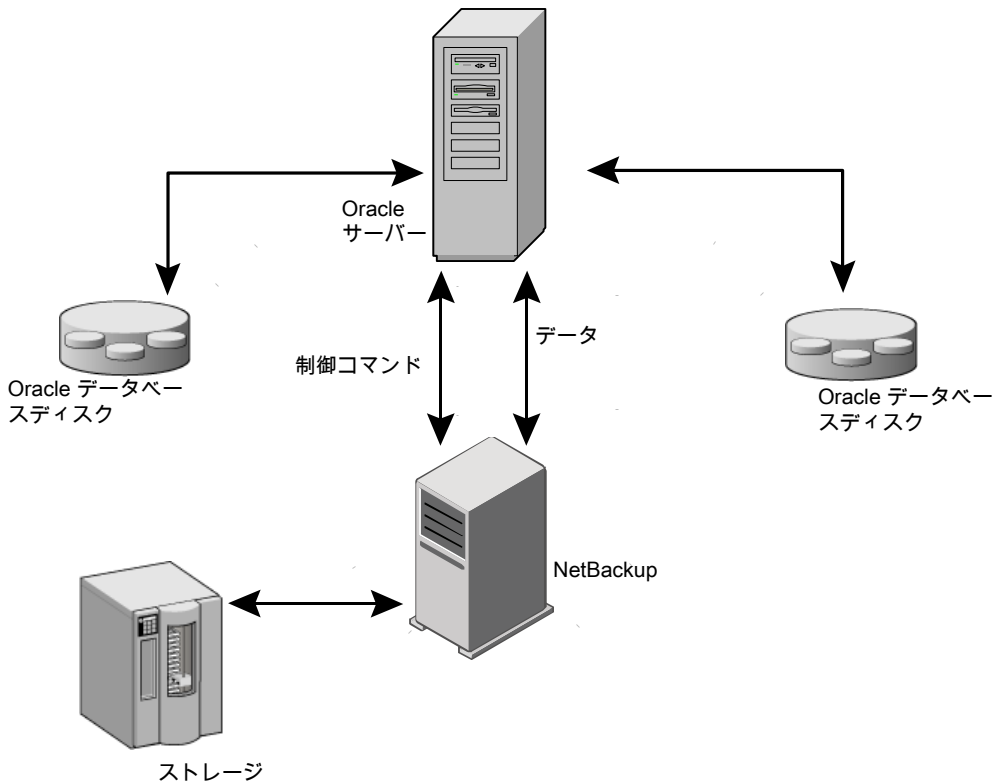 Oracle
サーバー
データ
制御コマンド
Oracle データベー
スディスク
Oracle データベー
スディスク
NetBackup
ストレージ